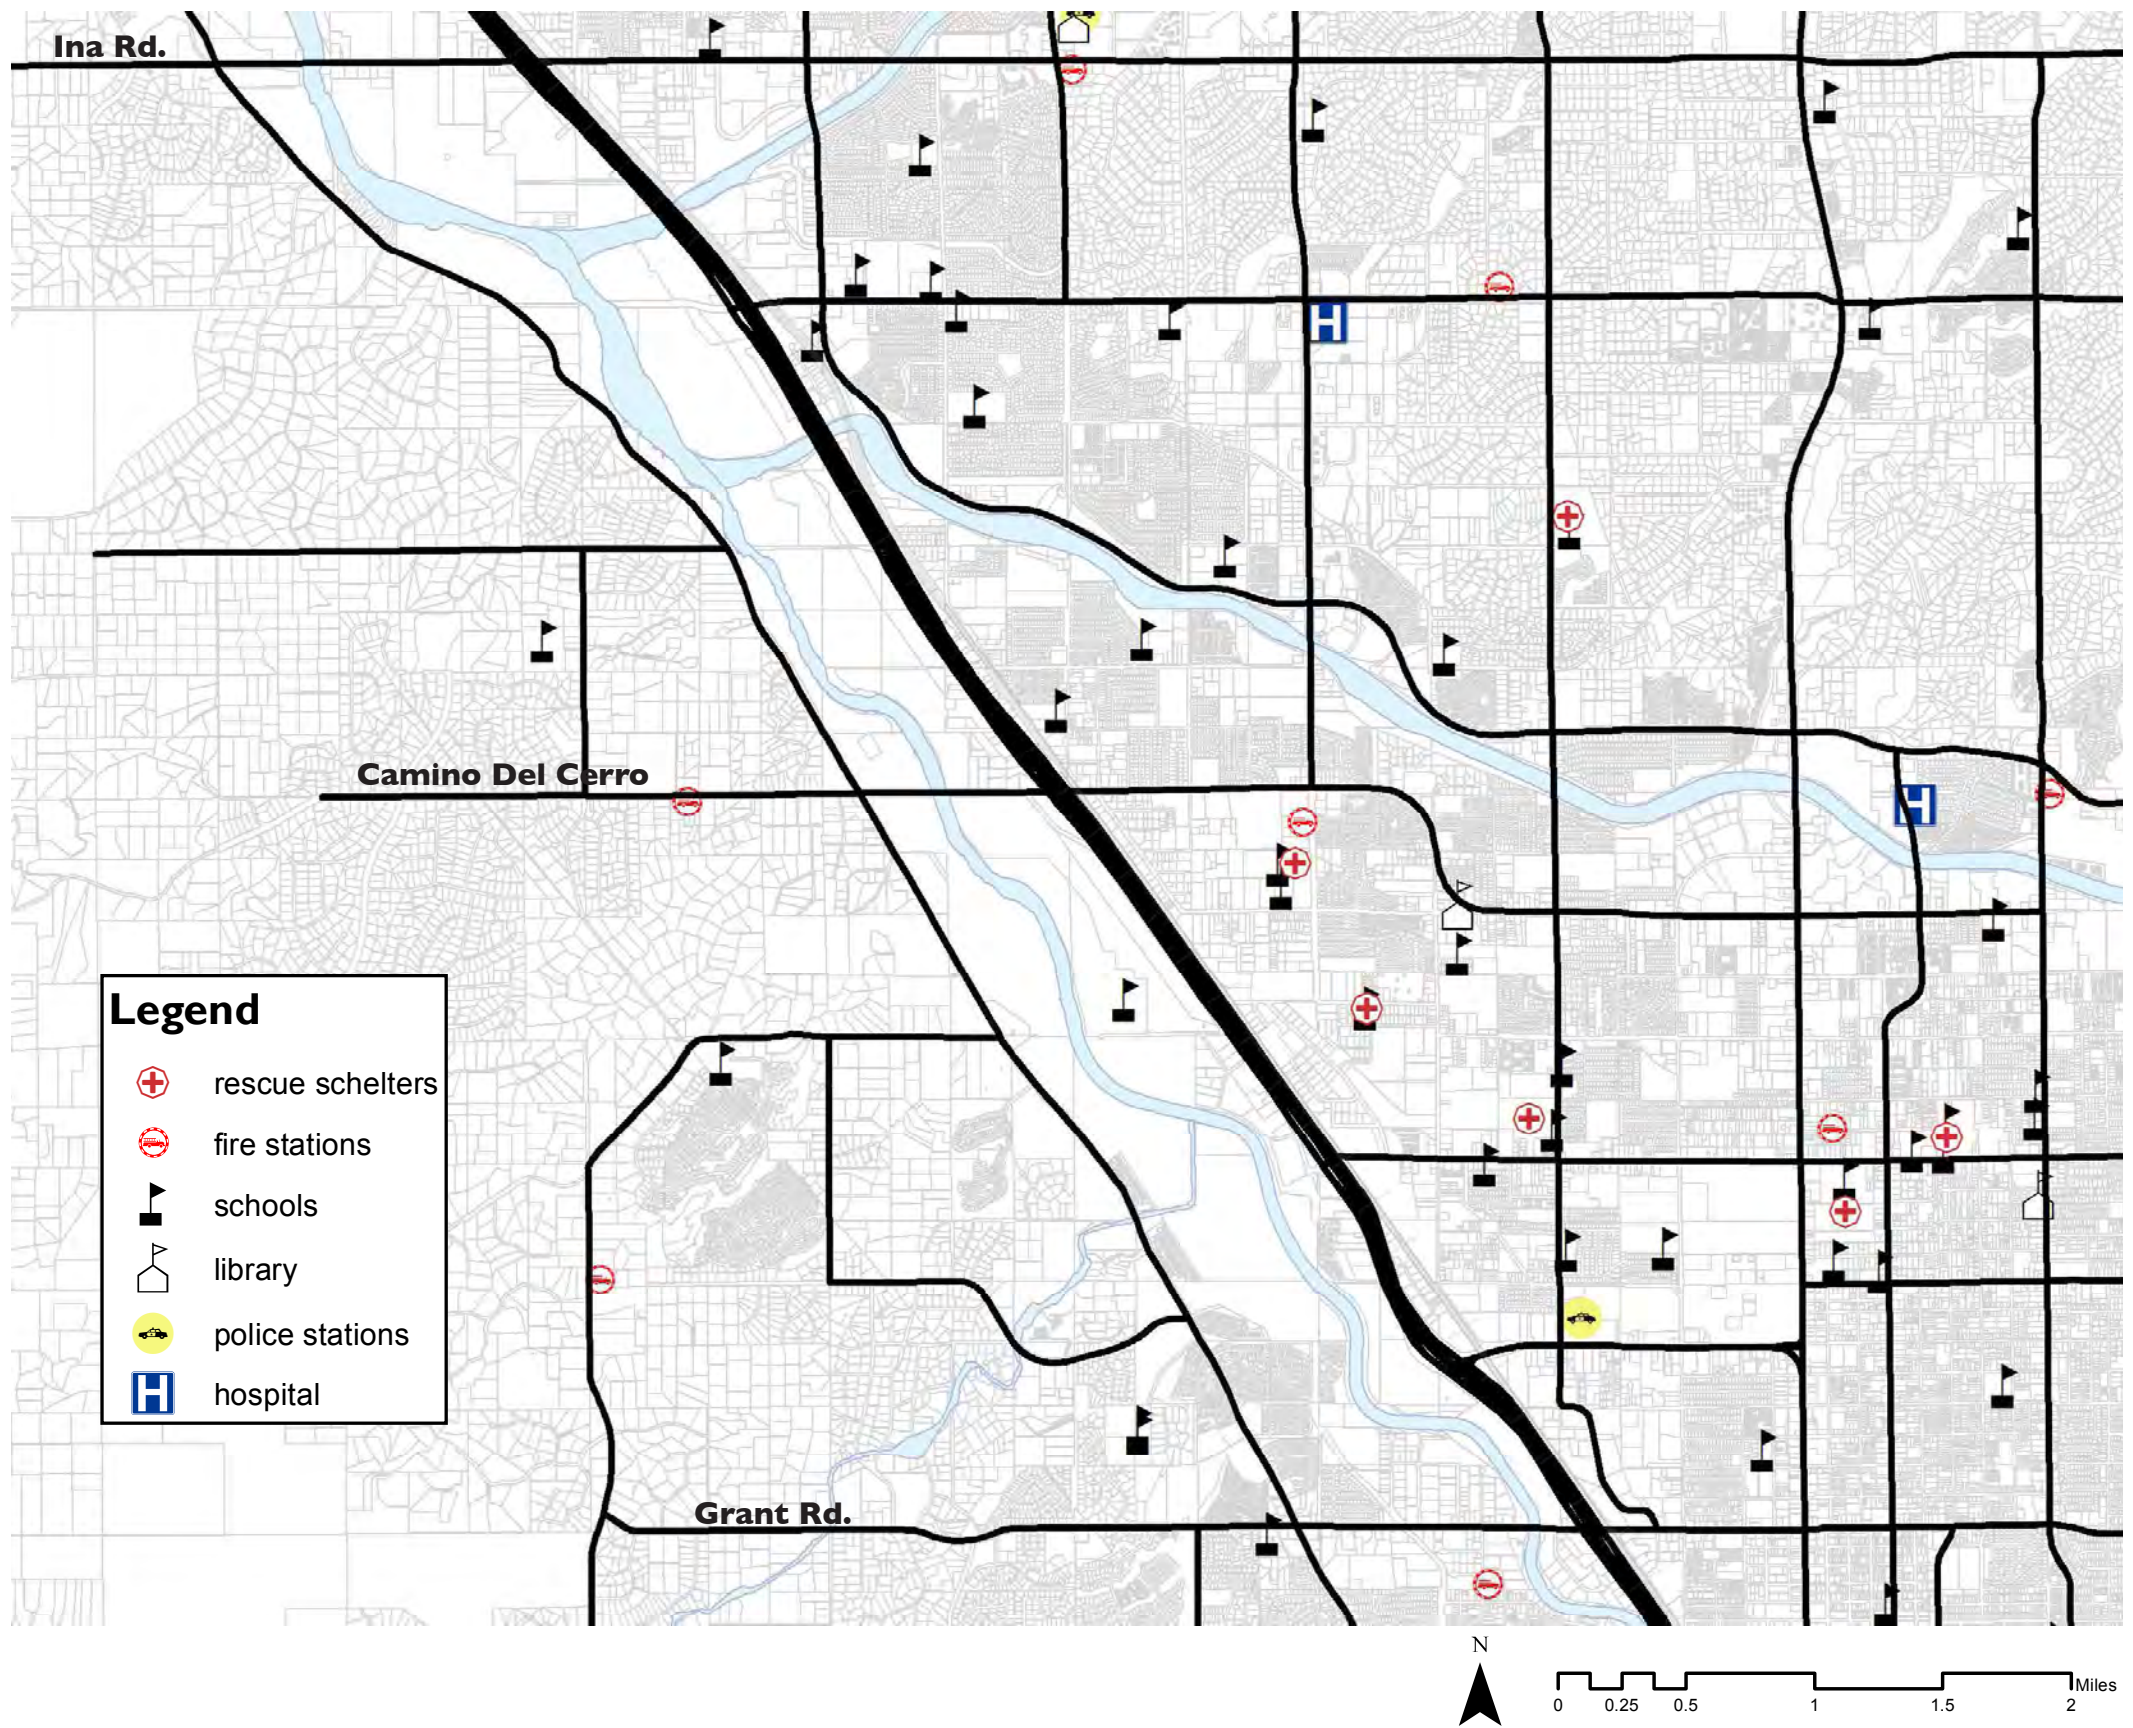 Ina Rd.
Camino Del Cerro
Legend
rescue schelters
fire stations
schools
library
police stations
H hospital
H
H
Grant Rd.
N
0 0.25 0.5 1 1.5 2 Miles